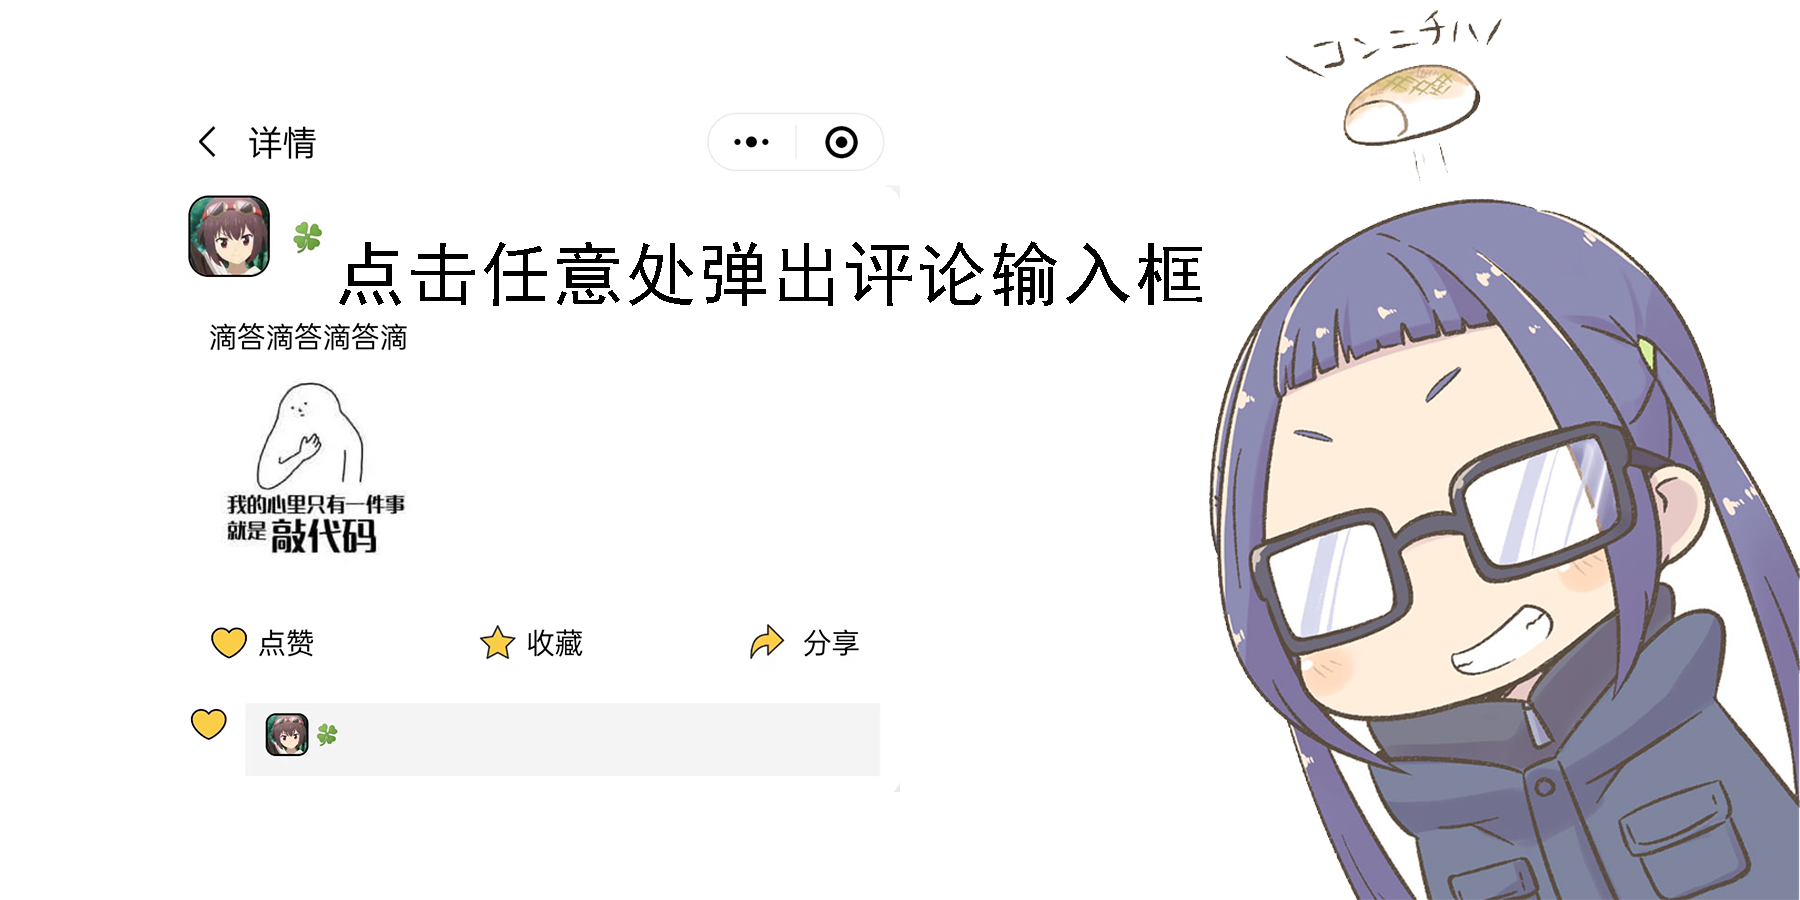 コンニチハ
详情
点击任意处弹出评论输入框
滴答滴答滴答滴
我的心里只有一件事
就是敲代码
点赞 收藏 分享